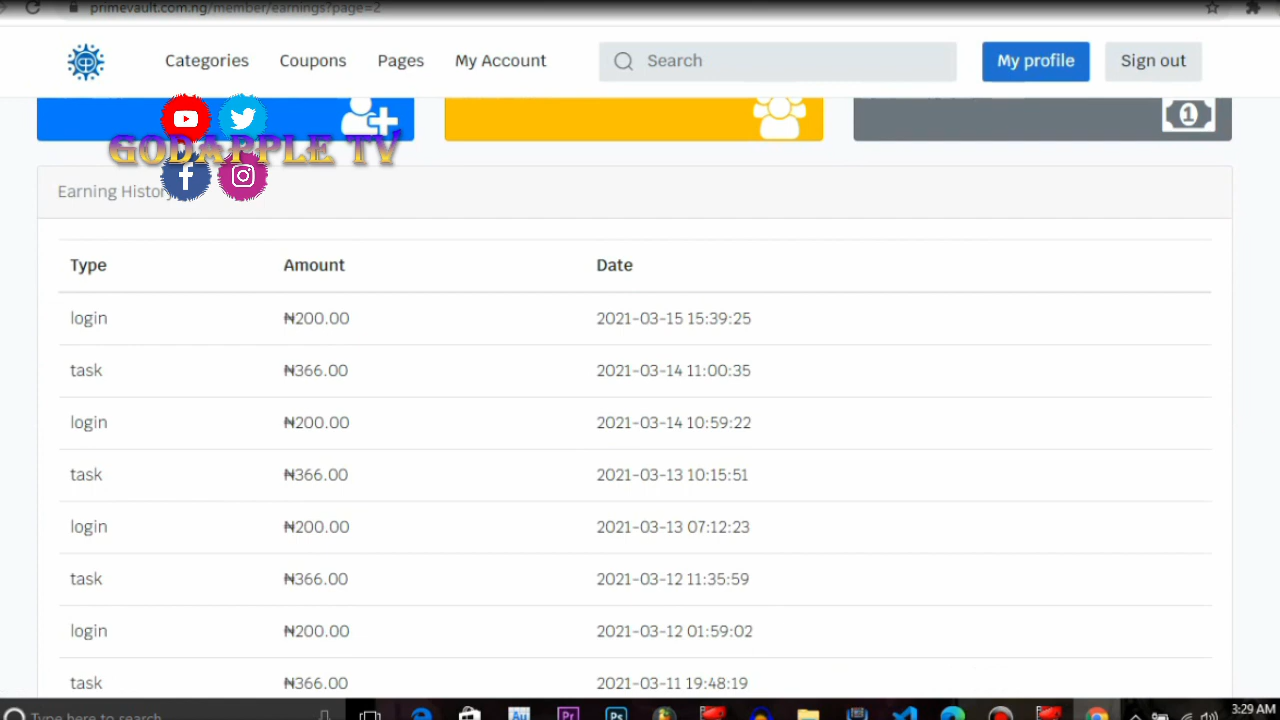 primevault.com.ng/member/earnings?page=2
Categories Coupons Pages My Account Search My profile Sign out
GODAPPLE TV
Earning History
Type Amount Date
login ₦200.00 2021-03-15 15:39:25
task ₦366.00 2021-03-14 11:00:35
login ₦200.00 2021-03-14 10:59:22
task ₦366.00 2021-03-13 10:15:51
login ₦200.00 2021-03-13 07:12:23
task ₦366.00 2021-03-12 11:35:59
login ₦200.00 2021-03-12 01:59:02
task ₦366.00 2021-03-11 19:48:19
Type here to search
Au Pr Ps
3:29 AM